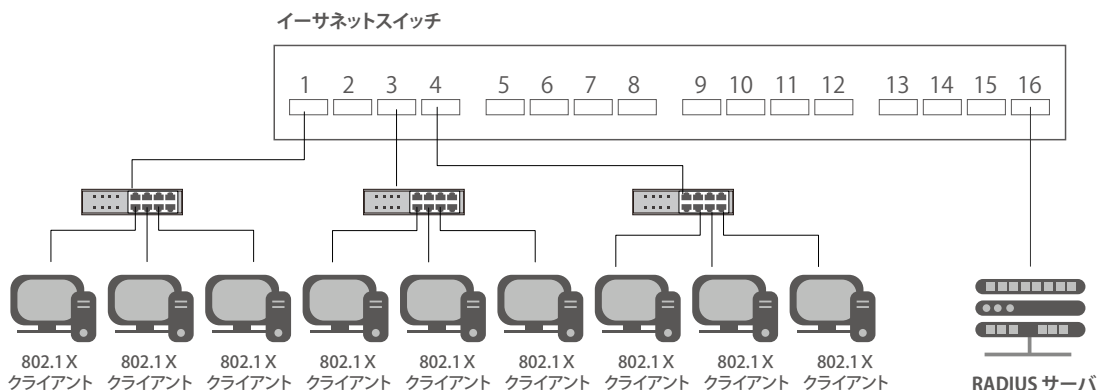 イーサネットスイッチ
1 2 3 4 5 6 7 8 9 10 11 12 13 14 15 16
802.1X 802.1X 802.1X 802.1X 802.1X 802.1X 802.1X 802.1X 802.1X
クライアント クライアント クライアント クライアント クライアント クライアント クライアント クライアント クライアント RADIUS サーバ